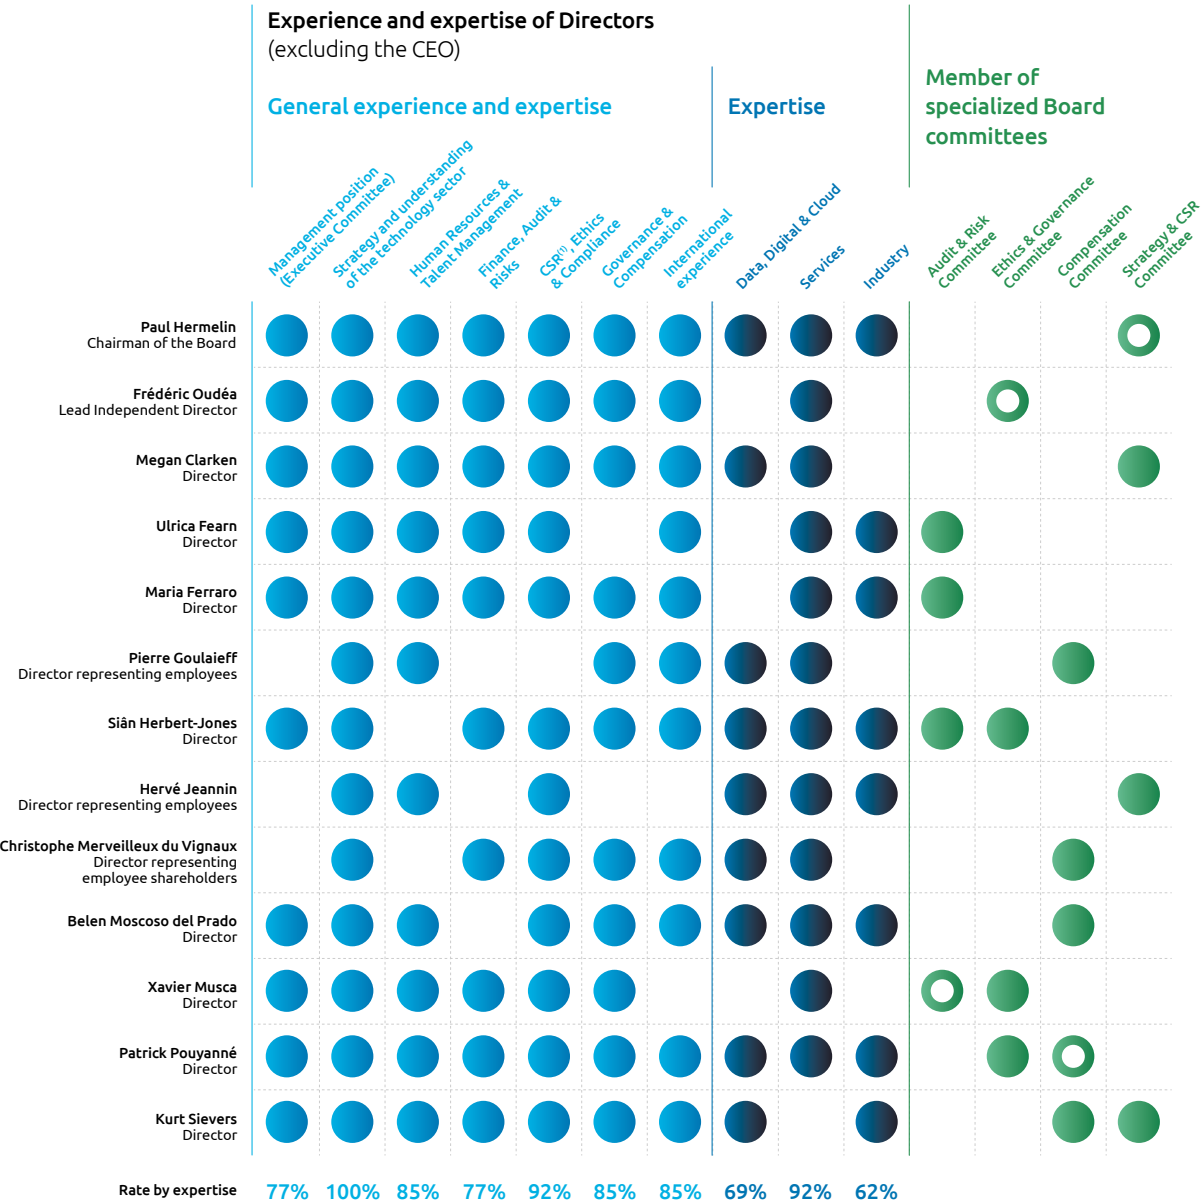 Experience and expertise of Directors
(excluding the CEO)
General experience and expertise
Expertise
Member of
specialized Board
committees
Management position
(Executive Committee)
Strategy and understanding
of the technology sector
Human Resources &
Talent Management
Finance, Audit &
Risks
CSR(1), Ethics
& Compliance
Governance &
Compensation
International
experience
Data, Digital & Cloud
Services
Industry
Audit & Risk
Committee
Ethics & Governance
Committee
Compensation
Committee
Strategy & CSR
Committee
Paul Hermelin
Chairman of the Board
Frédéric Oudéa
Lead Independent Director
Megan Clarken
Director
Ulrica Fearn
Director
Maria Ferraro
Director
Pierre Goulaieff
Director representing employees
Siân Herbert-Jones
Director
Hervé Jeannin
Director representing employees
Christophe Merveilleux du Vignaux
Director representing
employee shareholders
Belen Moscoso del Prado
Director
Xavier Musca
Director
Patrick Pouyanné
Director
Kurt Sievers
Director
Rate by expertise 77% 100% 85% 77% 92% 85% 85% 69% 92% 62%